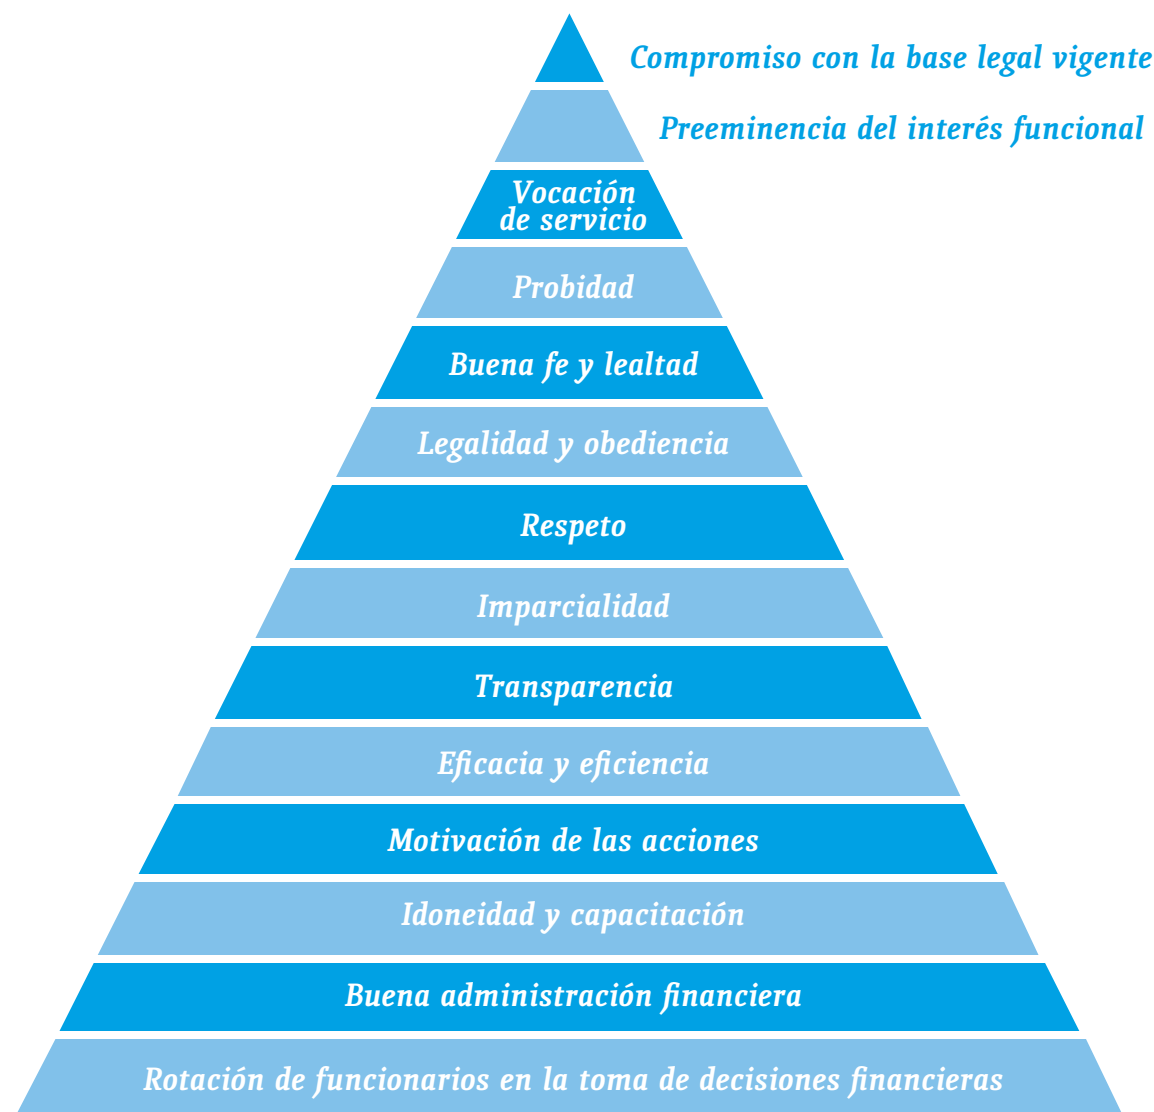 Compromiso con la base legal vigente
Preeminencia del interés funcional
Vocación
de servicio
Probidad
Buena fe y lealtad
Legalidad y obediencia
Respeto
Imparcialidad
Transparencia
Eficacia y eficiencia
Motivación de las acciones
Idoneidad y capacitación
Buena administración financiera
Rotación de funcionarios en la toma de decisiones financieras